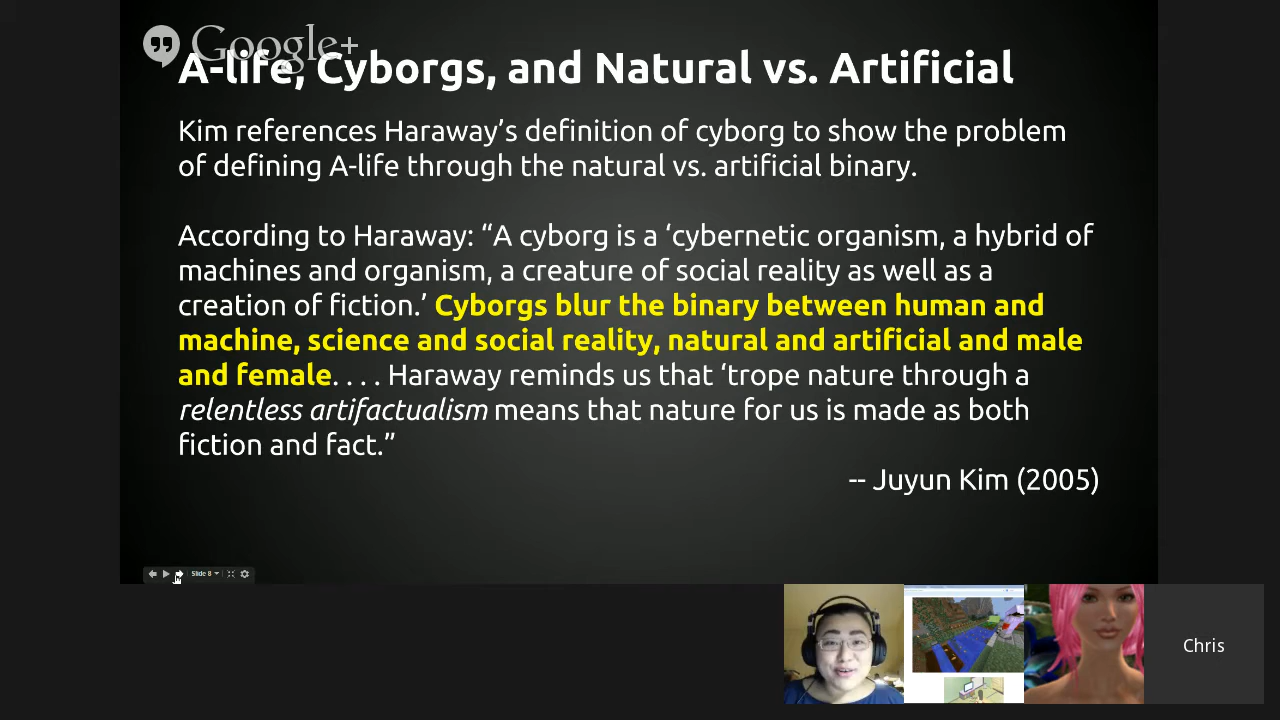 Google+
A-life, Cyborgs, and Natural vs. Artificial
Kim references Haraway’s definition of cyborg to show the problem
of defining A-life through the natural vs. artificial binary.
According to Haraway: “A cyborg is a ‘cybernetic organism, a hybrid of
machines and organism, a creature of social reality as well as a
creation of fiction.’ Cyborgs blur the binary between human and
machine, science and social reality, natural and artificial and male
and female. . . . Haraway reminds us that ‘trope nature through a
relentless artifactualism means that nature for us is made as both
fiction and fact.”
-- Juyun Kim (2005)
Slide 8
Chris